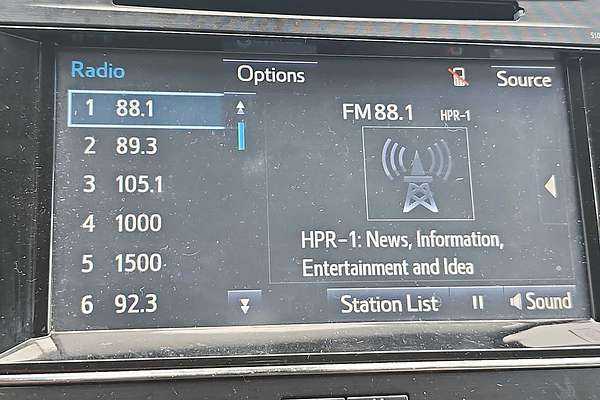 Radio
Options
Source
1 88.1
2 89.3
3 105.1
4 1000
5 1500
6 92.3
FM 88.1 HPR-1
HPR-1: News, Information,
Entertainment and Idea
Station List
Sound